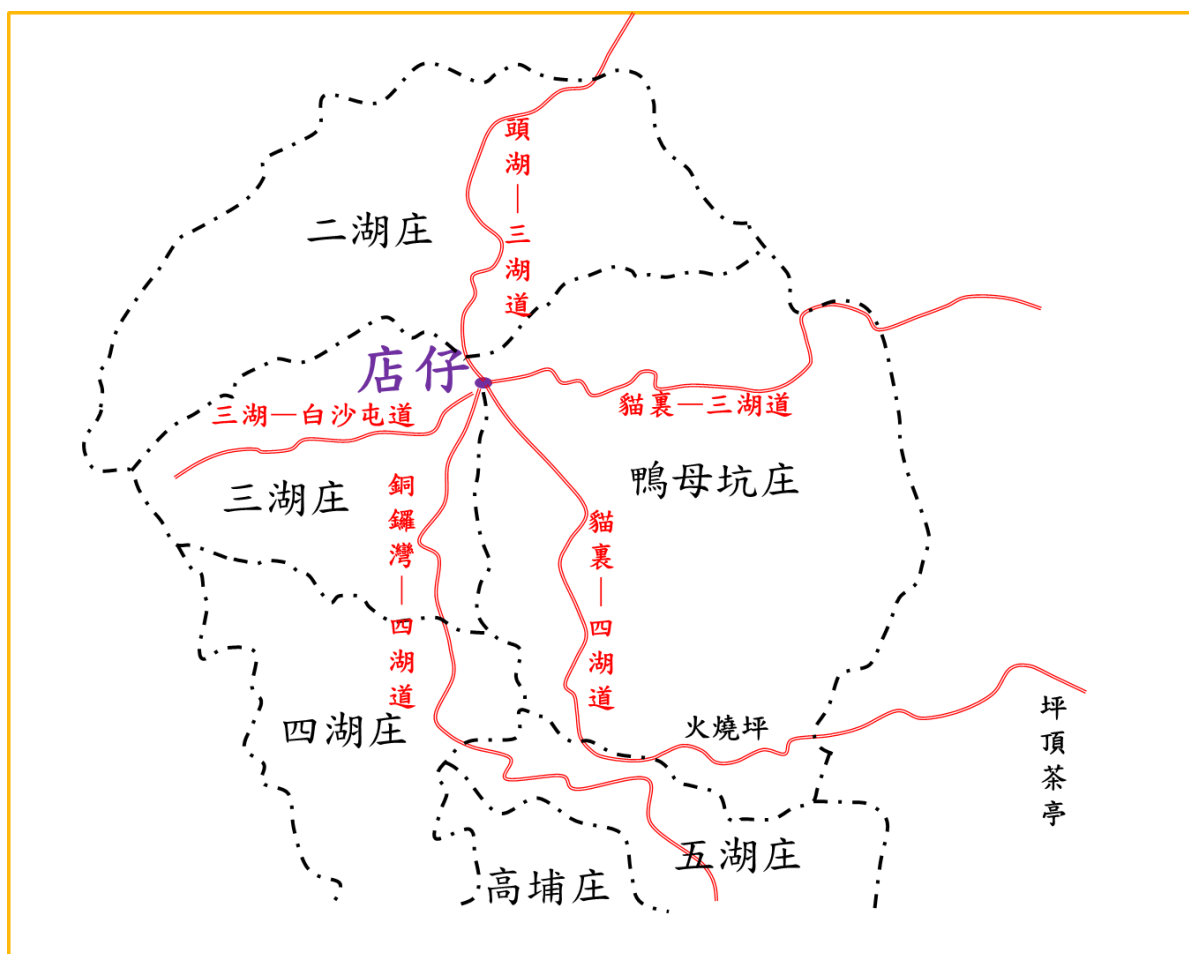 頭湖—三湖道
二湖庄
店仔
三湖—白沙屯道
貓裏—三湖道
三湖庄
鴨母坑庄
銅鑼灣—四湖道
貓裏—四湖道
四湖庄
火燒坪
坪頂茶亭
五湖庄
高埔庄